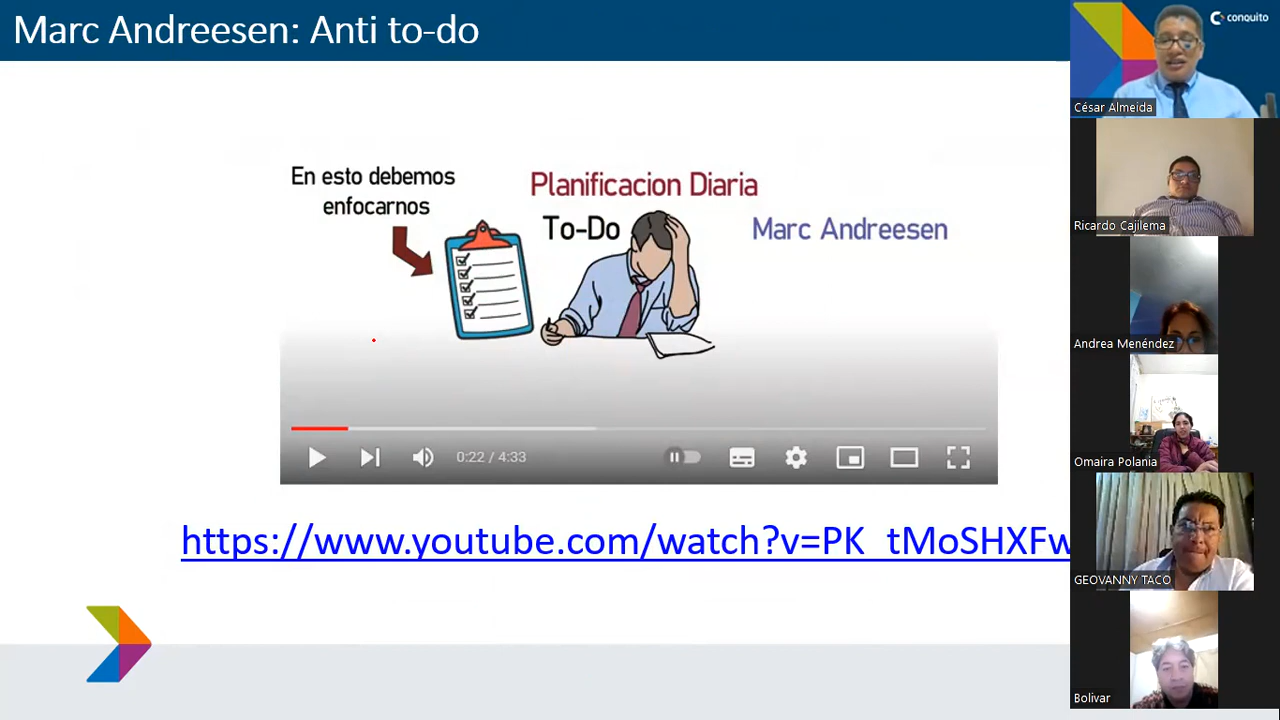 Marc Andreesen: Anti to-do
conquito
En esto debemos
enfocarnos
Planificacion Diaria
To-Do
Marc Andreesen
0:22 / 4:33
https://www.youtube.com/watch?v=PK_tMoSHXFw
César Almeida
Ricardo Cajilema
Andrea Menéndez
Omaira Polania
GEOVANNY TACO
Bolivar